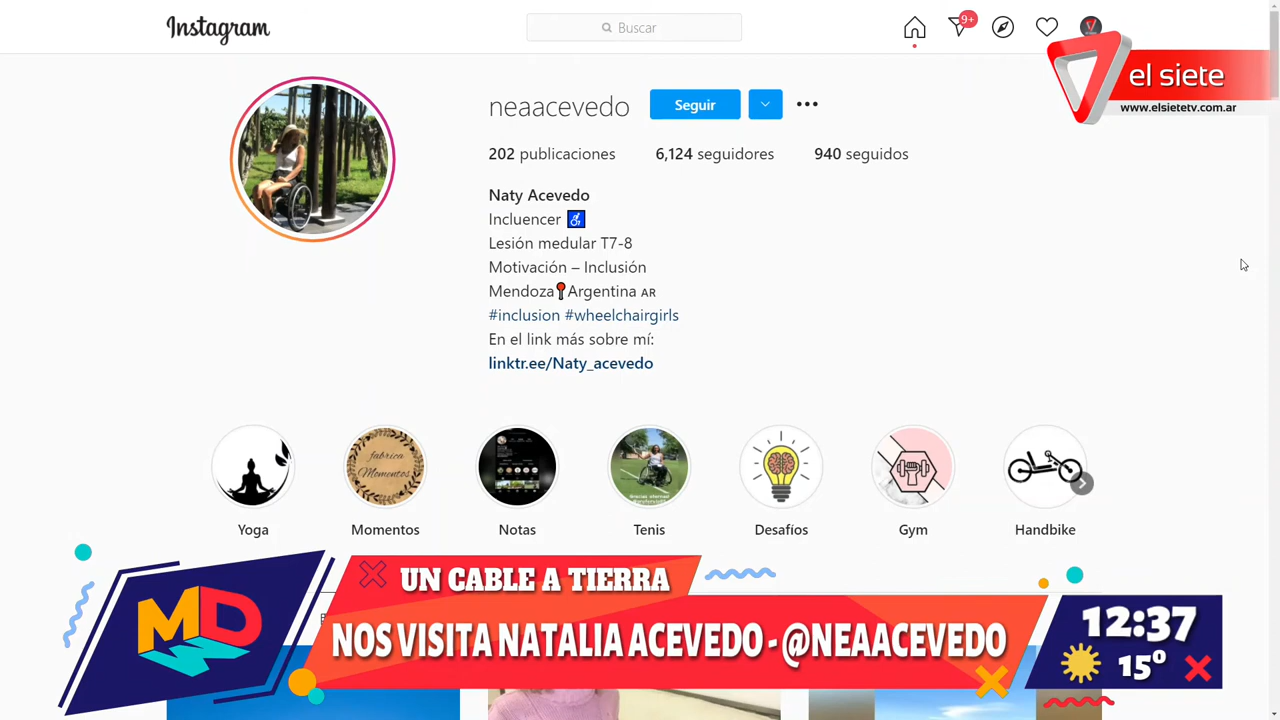 Instagram
Buscar
9+
el siete
www.elsietetv.com.ar
neaacevedo
Seguir
202 publicaciones
6,124 seguidores
940 seguidos
Naty Acevedo
Incluencer ♿
Lesión medular T7-8
Motivación – Inclusión
Mendoza📍Argentina AR
#inclusion #wheelchairgirls
En el link más sobre mí:
linktr.ee/Naty_acevedo
fabrica
Momentos
Yoga
Momentos
Notas
Tenis
Desafíos
Gym
Handbike
MD
UN CABLE A TIERRA
NOS VISITA NATALIA ACEVEDO - @NEAACEVEDO
12:37
15º